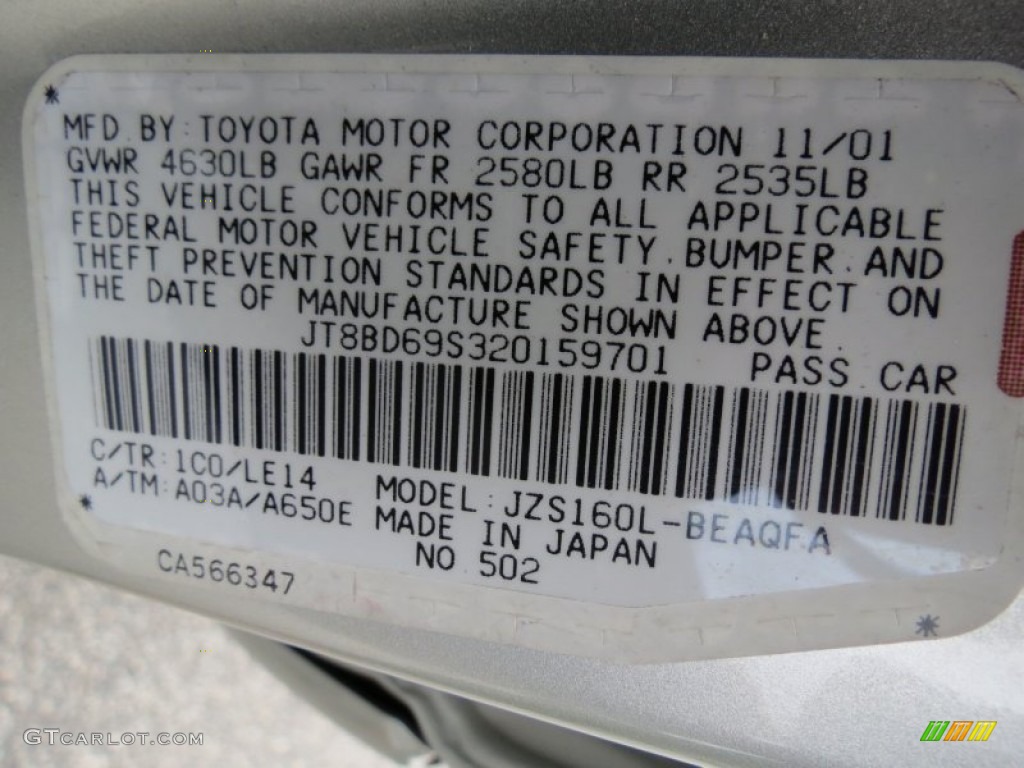 MFD. BY: TOYOTA MOTOR CORPORATION 11/01
GVWR 4630LB GAWR FR 2580LB RR 2535LB
THIS VEHICLE CONFORMS TO ALL APPLICABLE
FEDERAL MOTOR VEHICLE SAFETY, BUMPER, AND
THEFT PREVENTION STANDARDS IN EFFECT ON
THE DATE OF MANUFACTURE SHOWN ABOVE.
JT8BD69S320159701 PASS. CAR
C/TR: 1C0/LE14
A/TM: A03A/A650E
MODEL: JZS160L-BEAQFA
MADE IN JAPAN
NO. 502
CA566347
GTCARLOT.COM